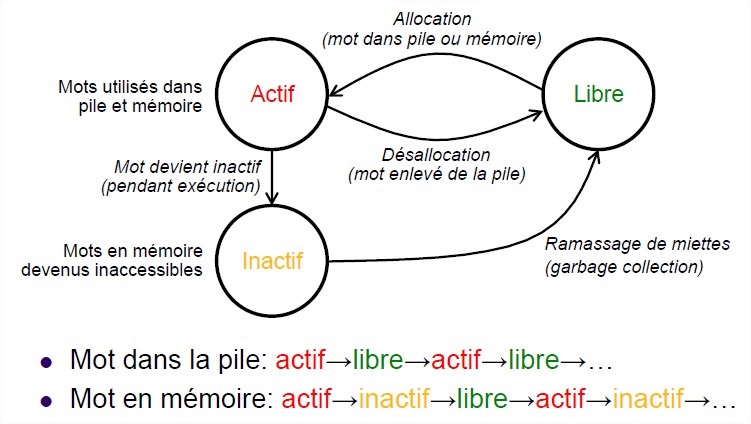 Allocation
(mot dans pile ou mémoire)
Mots utilisés dans
pile et mémoire
Actif
Libre
Mot devient inactif
(pendant exécution)
Désallocation
(mot enlevé de la pile)
Mots en mémoire
devenus inaccessibles
Inactif
Ramassage de miettes
(garbage collection)
● Mot dans la pile: actif→libre→actif→libre→…
● Mot en mémoire: actif→inactif→libre→actif→inactif→…